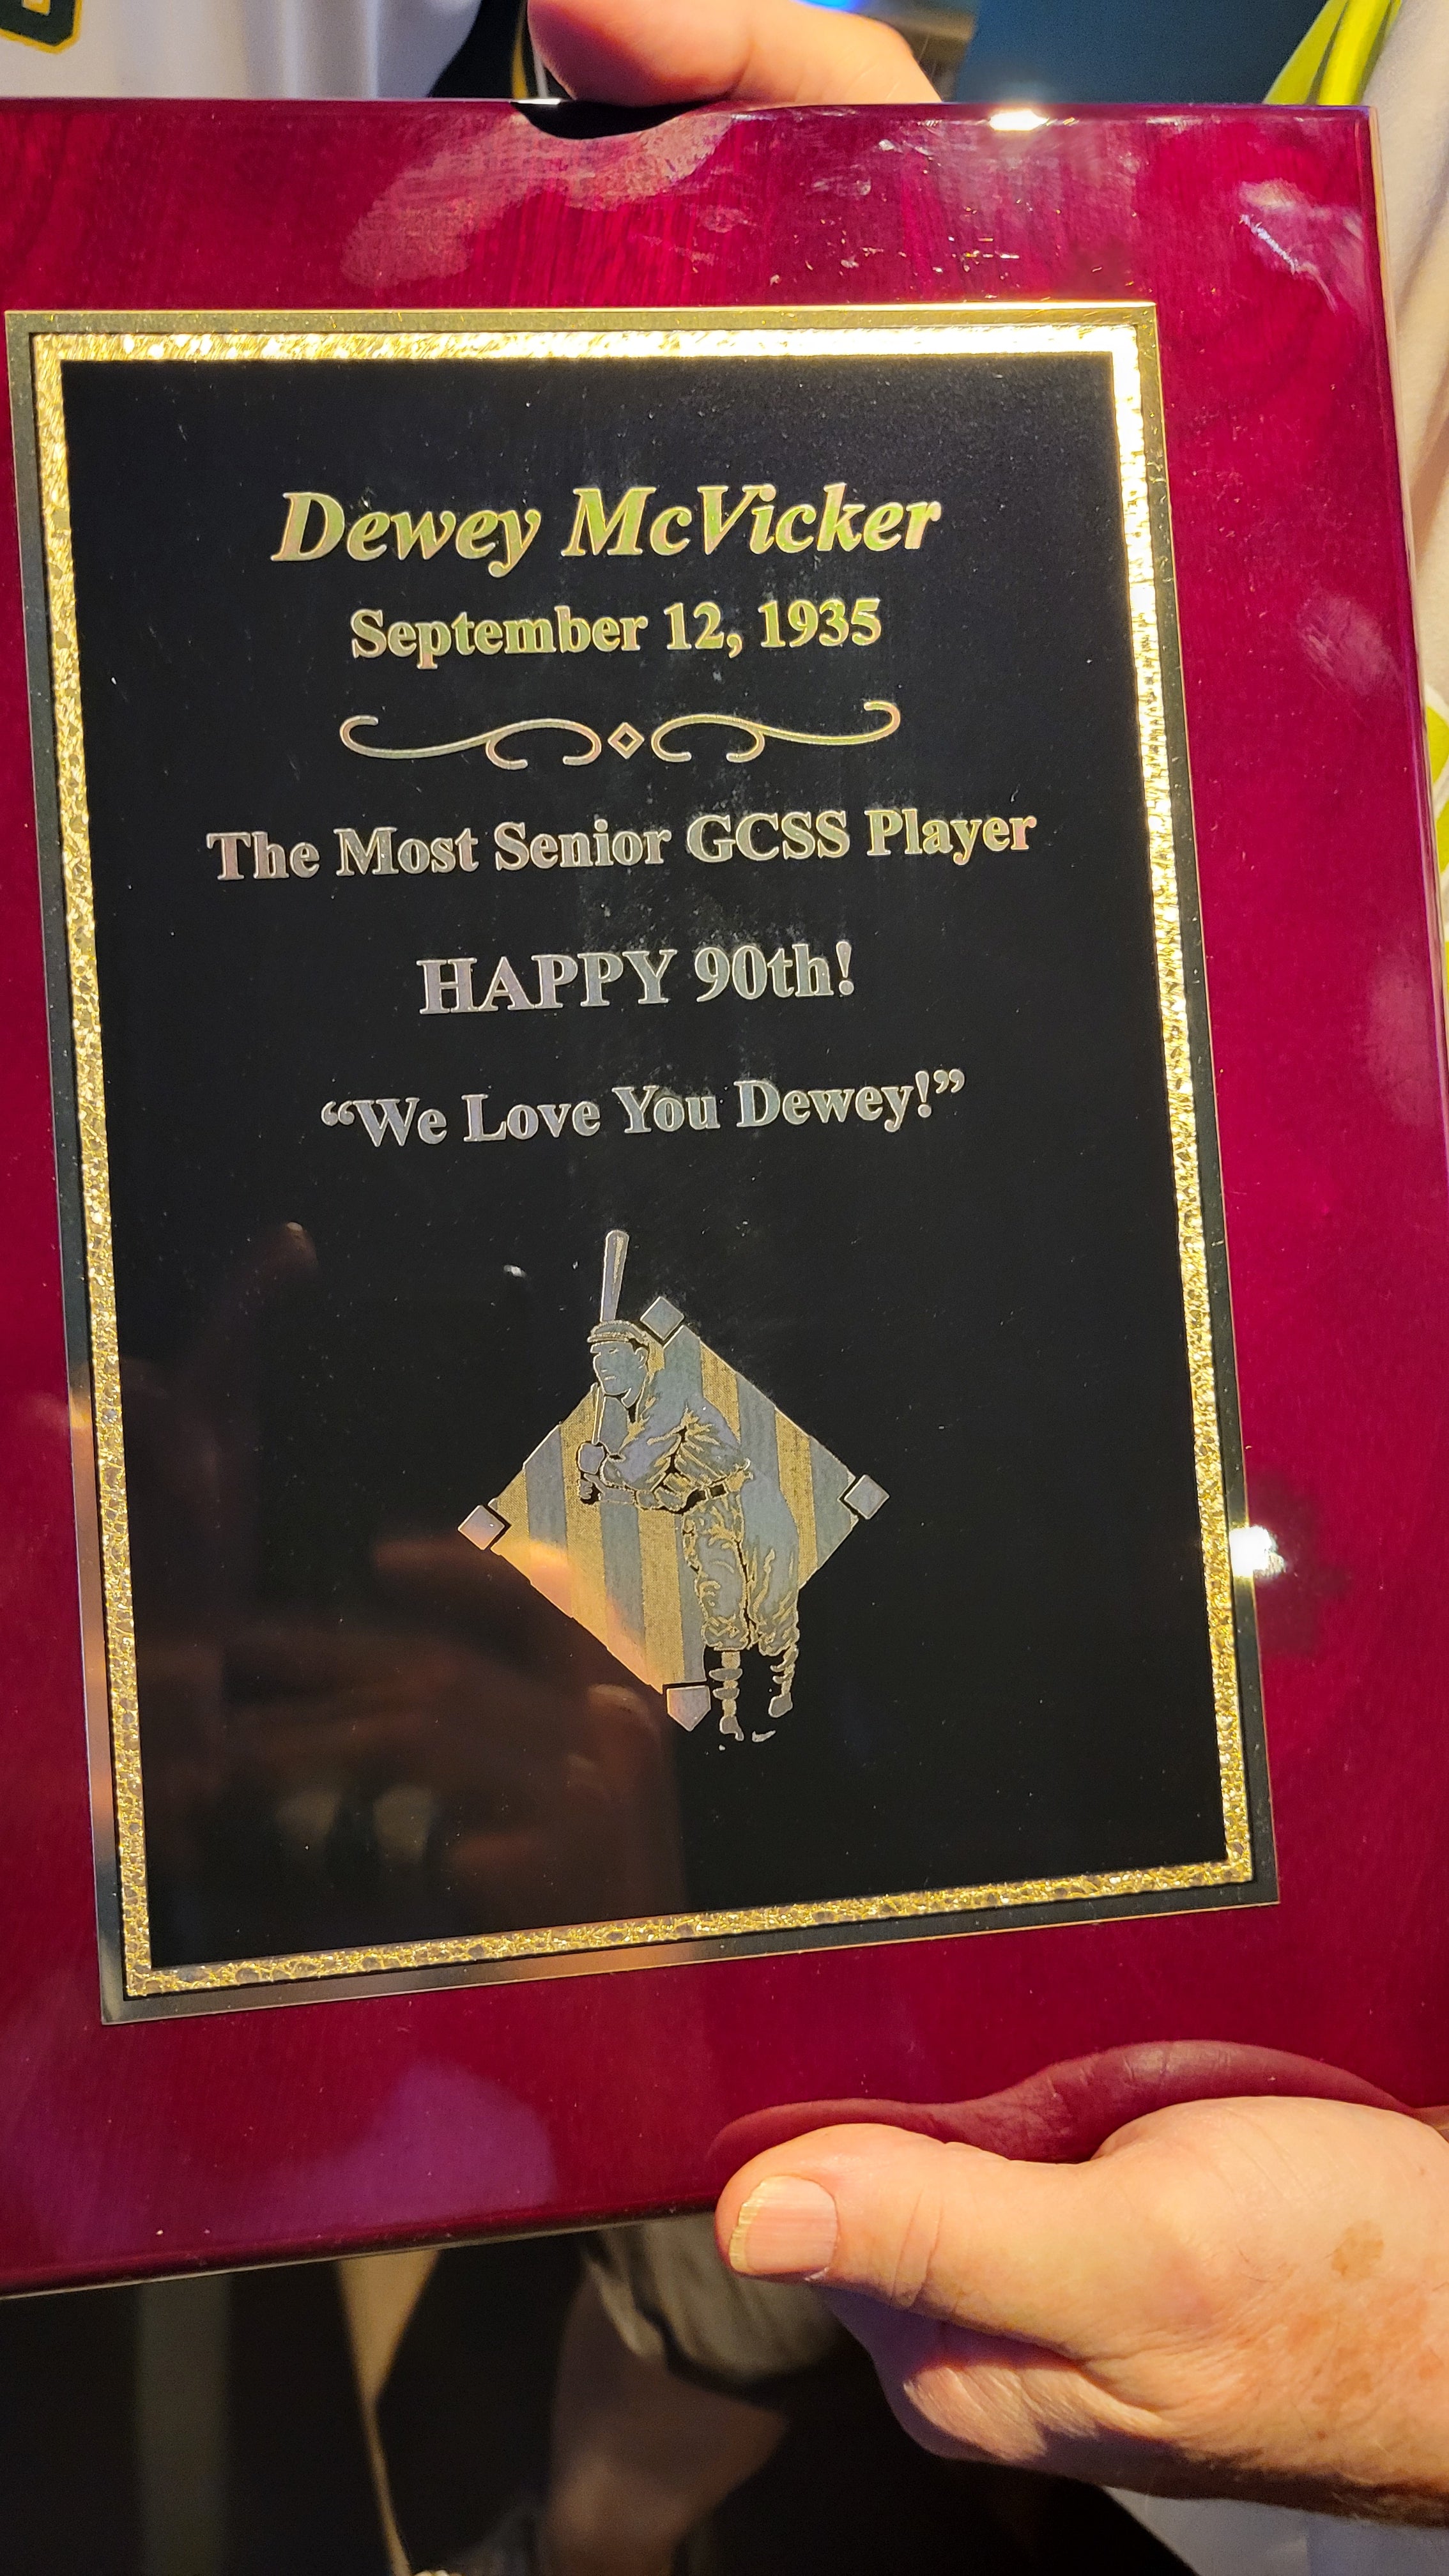 Dewey McVicker
September 12, 1935
The Most Senior GCSS Player
HAPPY 90th!
“We Love You Dewey!”